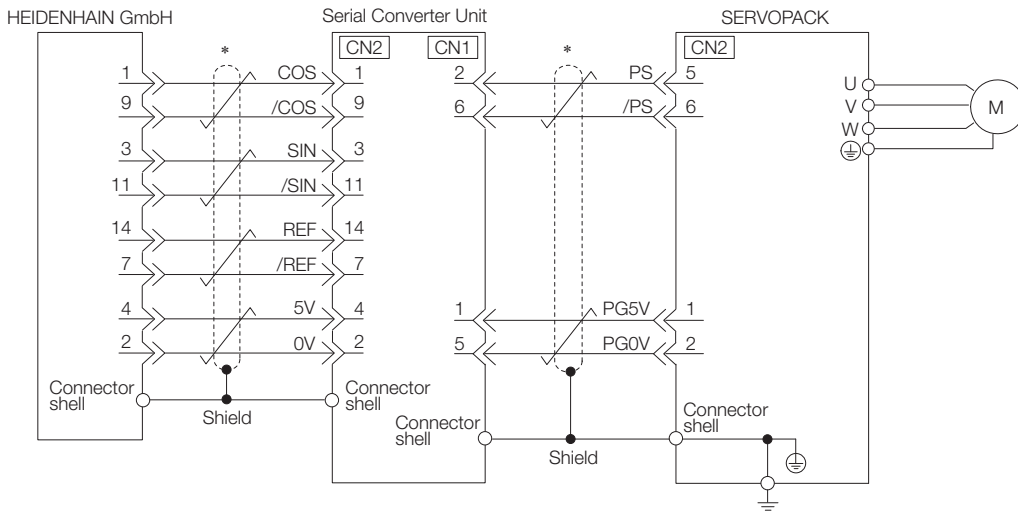 HEIDENHAIN GmbH
Serial Converter Unit
SERVOPACK
*
CN2
CN1
*
CN2
1 COS 1
2 PS 5
9 /COS 9
6 /PS 6
3 SIN 3
11 /SIN 11
14 REF 14
7 /REF 7
4 5V 4
1 PG5V 1
2 0V 2
5 PG0V 2
U
V
W
M
Connector
shell
Shield
Connector
shell
Connector
shell
Shield
Connector
shell